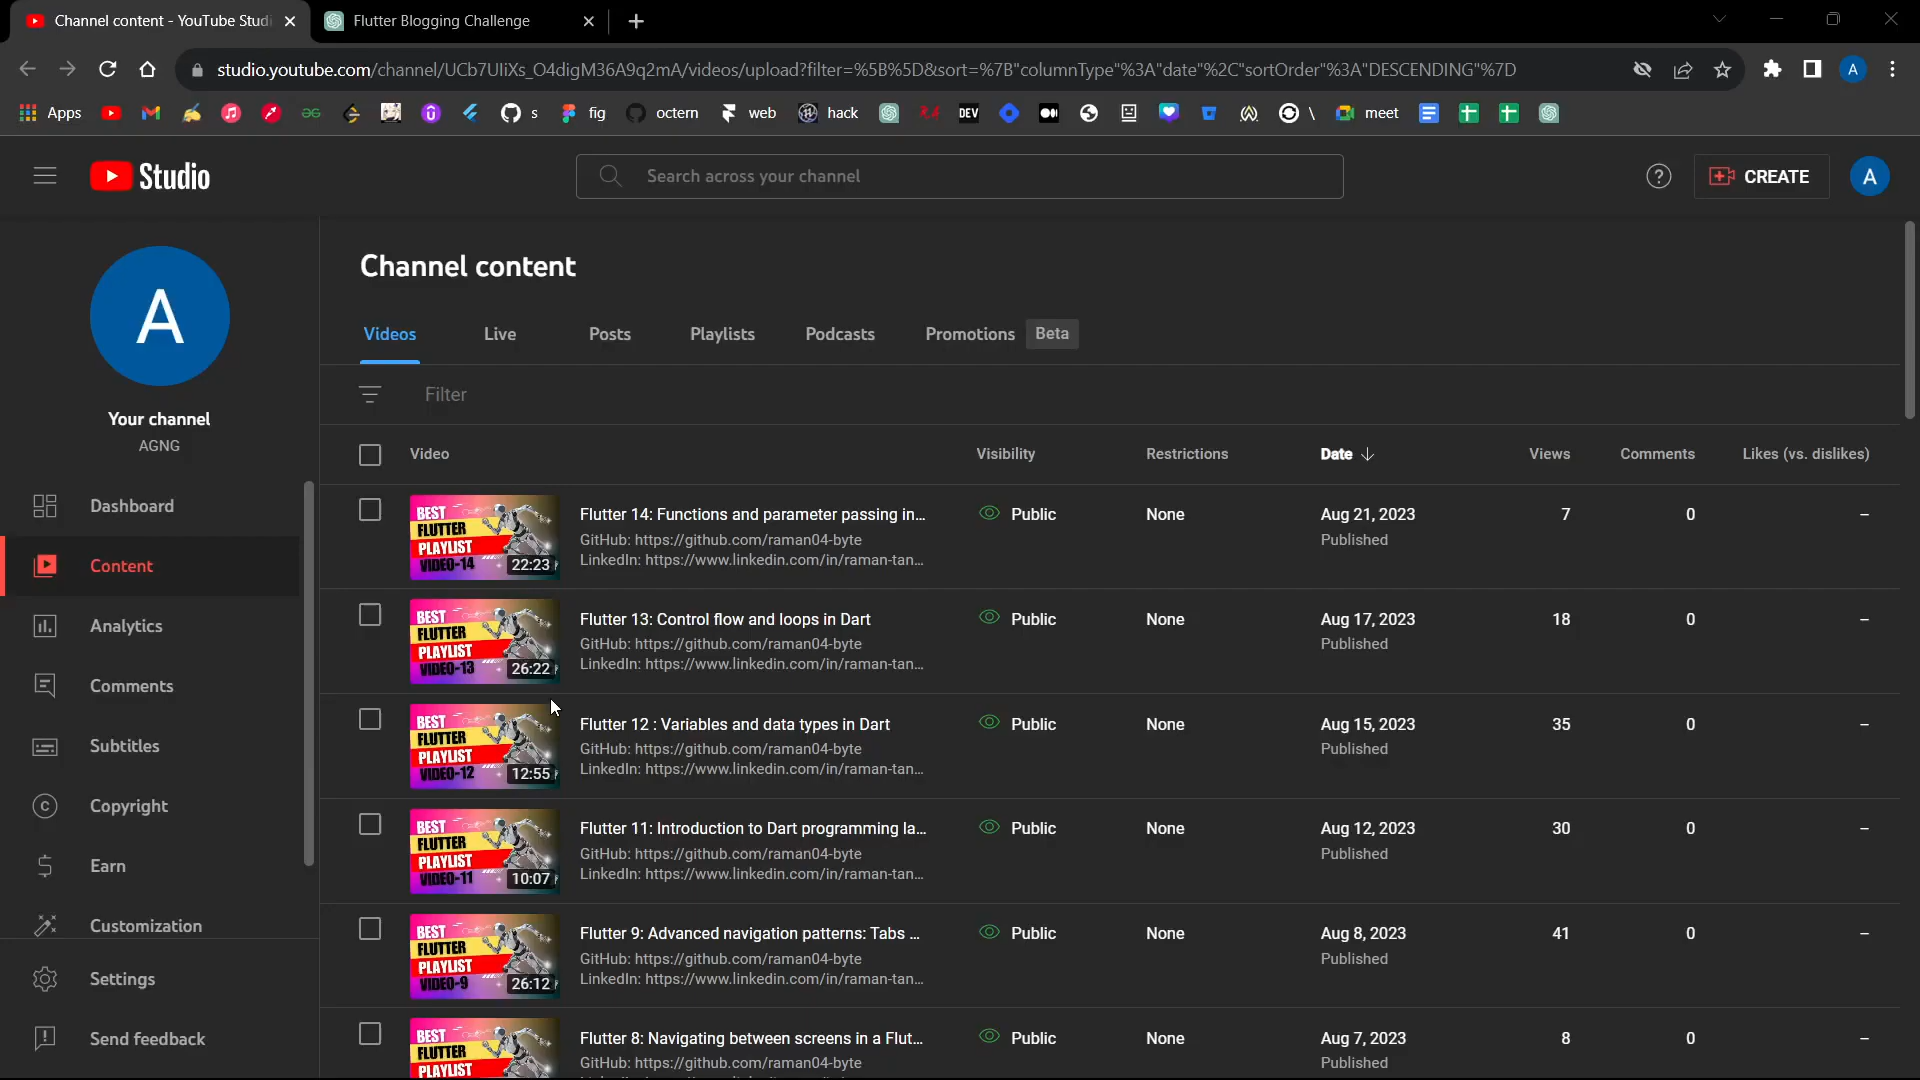 Channel content - YouTube Studi
Flutter Blogging Challenge
studio.youtube.com/channel/UCb7UIiXs_O4digM36A9q2mA/videos/upload?filter=%5B%5D&sort=%7B"columnType"%3A"date"%2C"sortOrder"%3A"DESCENDING"%7D
A
Apps
s
fig
octern
web
hack
DEV
\
meet
Studio
Search across your channel
CREATE
A
A
Your channel
AGNG
Dashboard
Content
Analytics
Comments
Subtitles
Copyright
Earn
Customization
Settings
Send feedback
Channel content
Videos
Live
Posts
Playlists
Podcasts
Promotions
Beta
Filter
Video
Visibility
Restrictions
Date
Views
Comments
Likes (vs. dislikes)
BEST
FLUTTER
PLAYLIST
VIDEO-14
22:23
Flutter 14: Functions and parameter passing in...
GitHub: https://github.com/raman04-byte
LinkedIn: https://www.linkedin.com/in/raman-tan...
Public
None
Aug 21, 2023
Published
7
0
–
BEST
FLUTTER
PLAYLIST
VIDEO-13
26:22
Flutter 13: Control flow and loops in Dart
GitHub: https://github.com/raman04-byte
LinkedIn: https://www.linkedin.com/in/raman-tan...
Public
None
Aug 17, 2023
Published
18
0
–
BEST
FLUTTER
PLAYLIST
VIDEO-12
12:55
Flutter 12 : Variables and data types in Dart
GitHub: https://github.com/raman04-byte
LinkedIn: https://www.linkedin.com/in/raman-tan...
Public
None
Aug 15, 2023
Published
35
0
–
BEST
FLUTTER
PLAYLIST
VIDEO-11
10:07
Flutter 11: Introduction to Dart programming la...
GitHub: https://github.com/raman04-byte
LinkedIn: https://www.linkedin.com/in/raman-tan...
Public
None
Aug 12, 2023
Published
30
0
–
BEST
FLUTTER
PLAYLIST
VIDEO-9
26:12
Flutter 9: Advanced navigation patterns: Tabs ...
GitHub: https://github.com/raman04-byte
LinkedIn: https://www.linkedin.com/in/raman-tan...
Public
None
Aug 8, 2023
Published
41
0
–
BEST
FLUTTER
PLAYLIST
Flutter 8: Navigating between screens in a Flut...
GitHub: https://github.com/raman04-byte
Public
None
Aug 7, 2023
Published
8
0
–